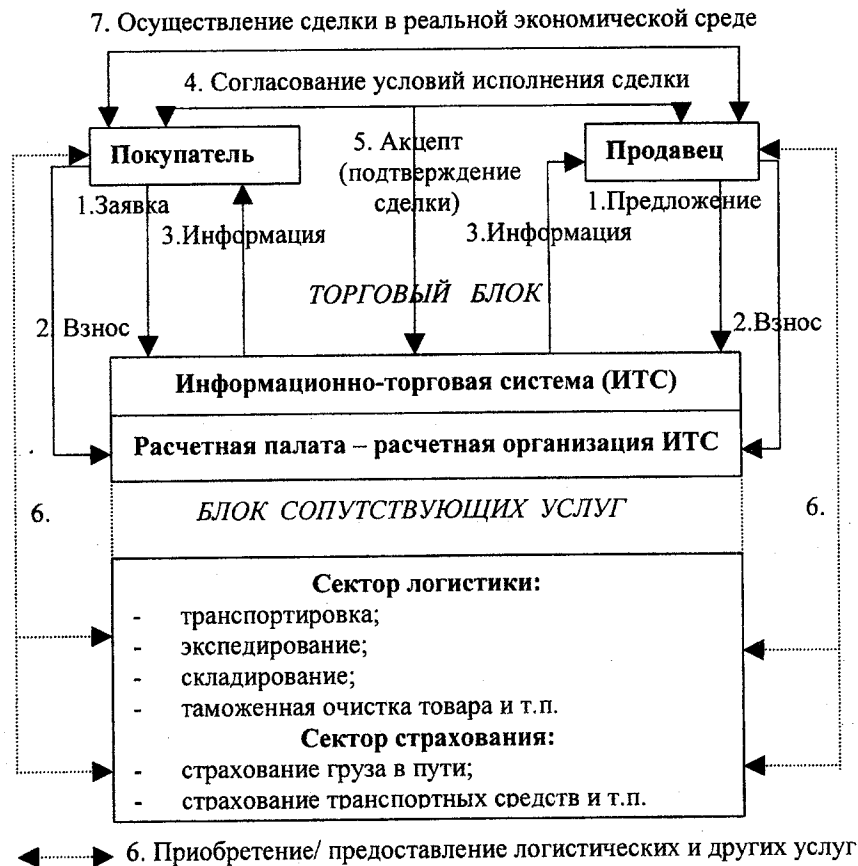 7. Осуществление сделки в реальной экономической среде
4. Согласование условий исполнения сделки
Покупатель
5. Акцепт
(подтверждение
сделки)
Продавец
1.Заявка
1.Предложение
3.Информация
3.Информация
ТОРГОВЫЙ БЛОК
2. Взнос
2.Взнос
Информационно-торговая система (ИТС)
Расчетная палата – расчетная организация ИТС
6.
БЛОК СОПУТСТВУЮЩИХ УСЛУГ
6.
Сектор логистики:
- транспортировка;
- экспедирование;
- складирование;
- таможенная очистка товара и т.п.
Сектор страхования:
- страхование груза в пути;
- страхование транспортных средств и т.п.
6. Приобретение/ предоставление логистических и других услуг